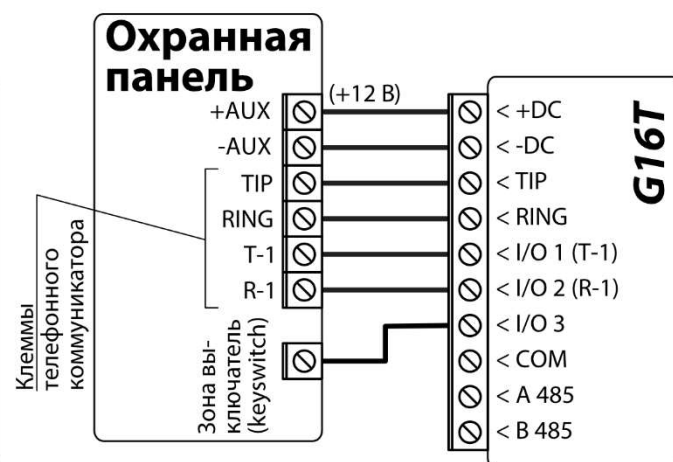 Охранная
панель
(+12 В)
+AUX
-AUX
TIP
RING
T-1
R-1
Клеммы
телефонного
коммуникатора
Зона вы-
ключатель
(keyswitch)
< +DC
< -DC
< TIP
< RING
< I/O 1 (T-1)
< I/O 2 (R-1)
< I/O 3
< COM
< A 485
< B 485
G16T